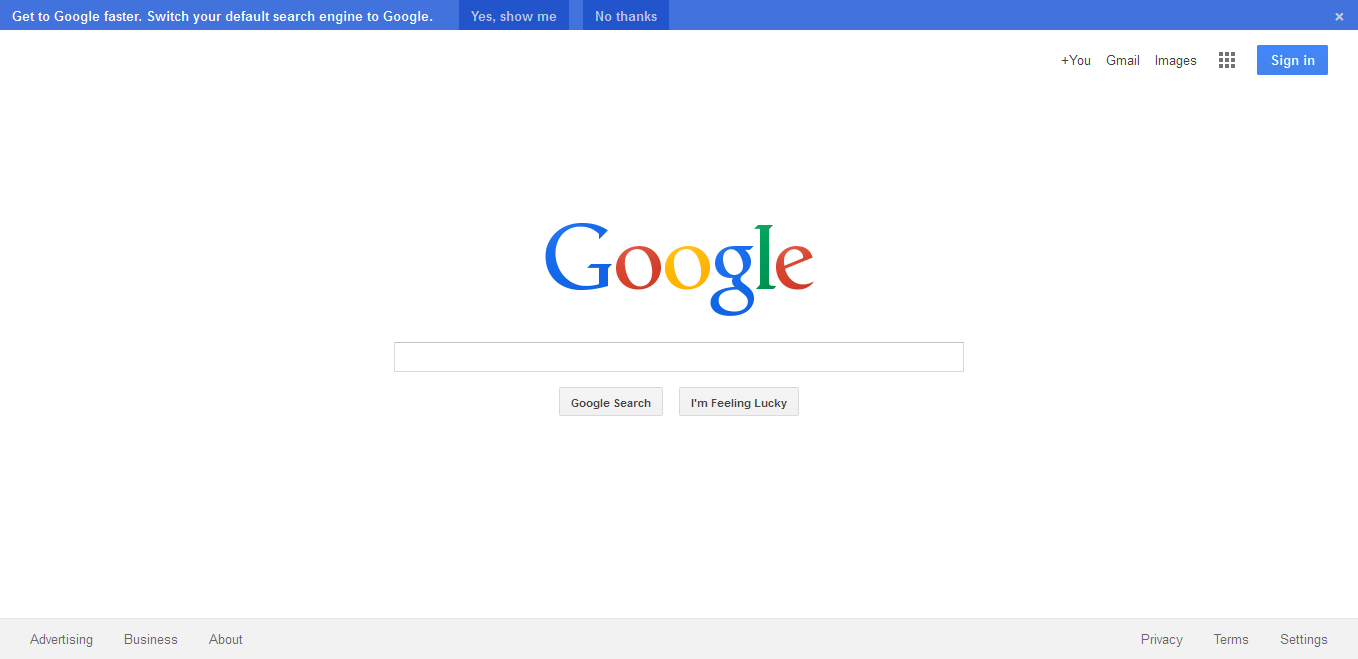 Get to Google faster. Switch your default search engine to Google. Yes, show me No thanks ×
+You Gmail Images Sign in
Google
Google Search I'm Feeling Lucky
Advertising Business About Privacy Terms Settings